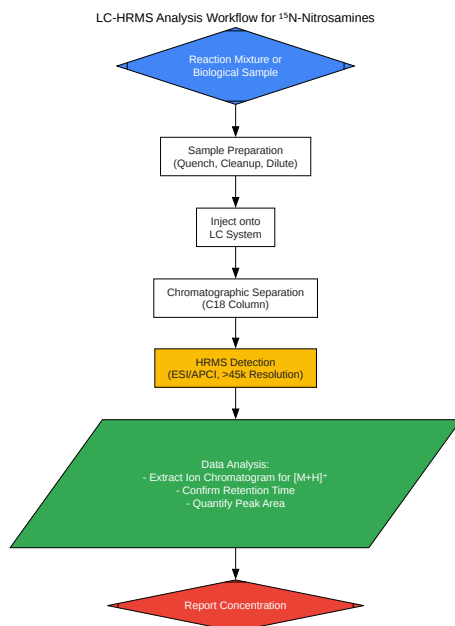 LC-HRMS Analysis Workflow for ¹⁵N-Nitrosamines
Reaction Mixture or
Biological Sample
Sample Preparation
(Quench, Cleanup, Dilute)
Inject onto
LC System
Chromatographic Separation
(C18 Column)
HRMS Detection
(ESI/APCI, >45k Resolution)
Data Analysis:
- Extract Ion Chromatogram for [M+H]⁺
- Confirm Retention Time
- Quantify Peak Area
Report Concentration